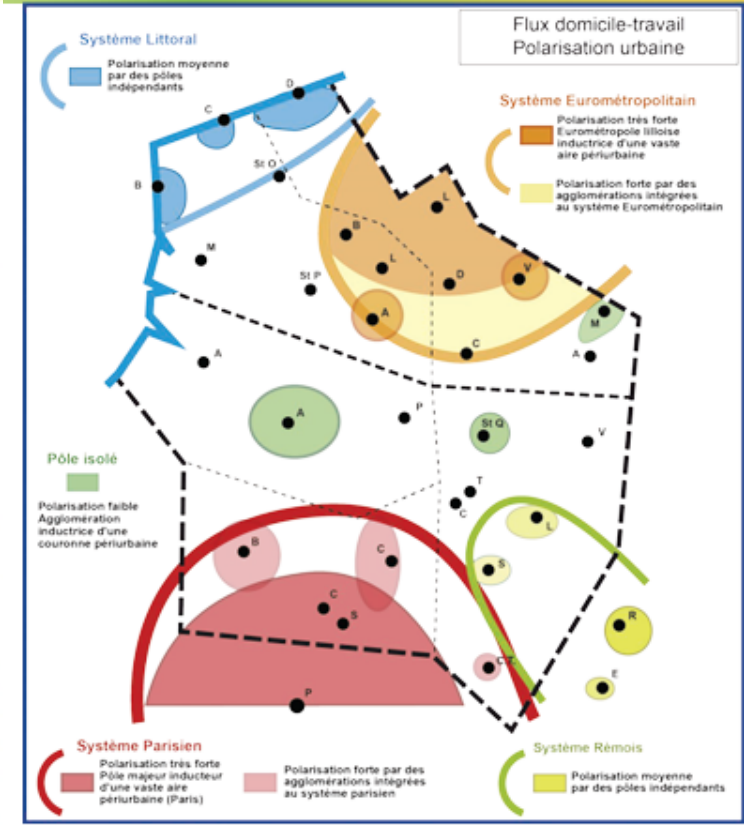 Flux domicile-travail
Polarisation urbaine
Système Littoral
Polarisation moyenne
par des pôles
indépendants
Système Eurométropolitain
Polarisation très forte
Eurométropole lilloise
inductrice d'une vaste
aire périurbaine
Polarisation forte par des
agglomérations intégrées
au système Eurométropolitain
D
C
St O
B
L
B
M
L
V
St P
D
A
M
C
A
A
A
P
St Q
V
Pôle isolé
Polarisation faible
Agglomération
inductrice d'une
couronne périurbaine
T
C
L
B
C
S
C
S
R
C T.
E
P
Système Parisien
Polarisation très forte
Pôle majeur inducteur
d'une vaste aire
périurbaine (Paris)
Polarisation forte par des
agglomérations intégrées
au système parisien
Système Rémois
Polarisation moyenne
par des pôles indépendants